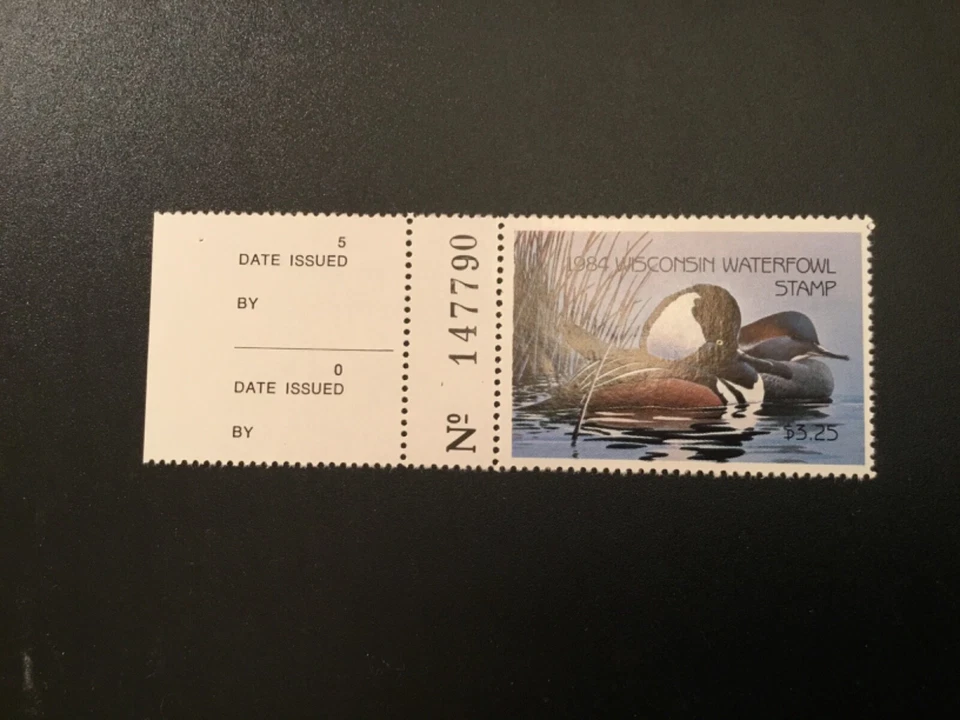 5
DATE ISSUED
BY
0
DATE ISSUED
BY
Nº 147790
1984 WISCONSIN WATERFOWL
STAMP
$3.25